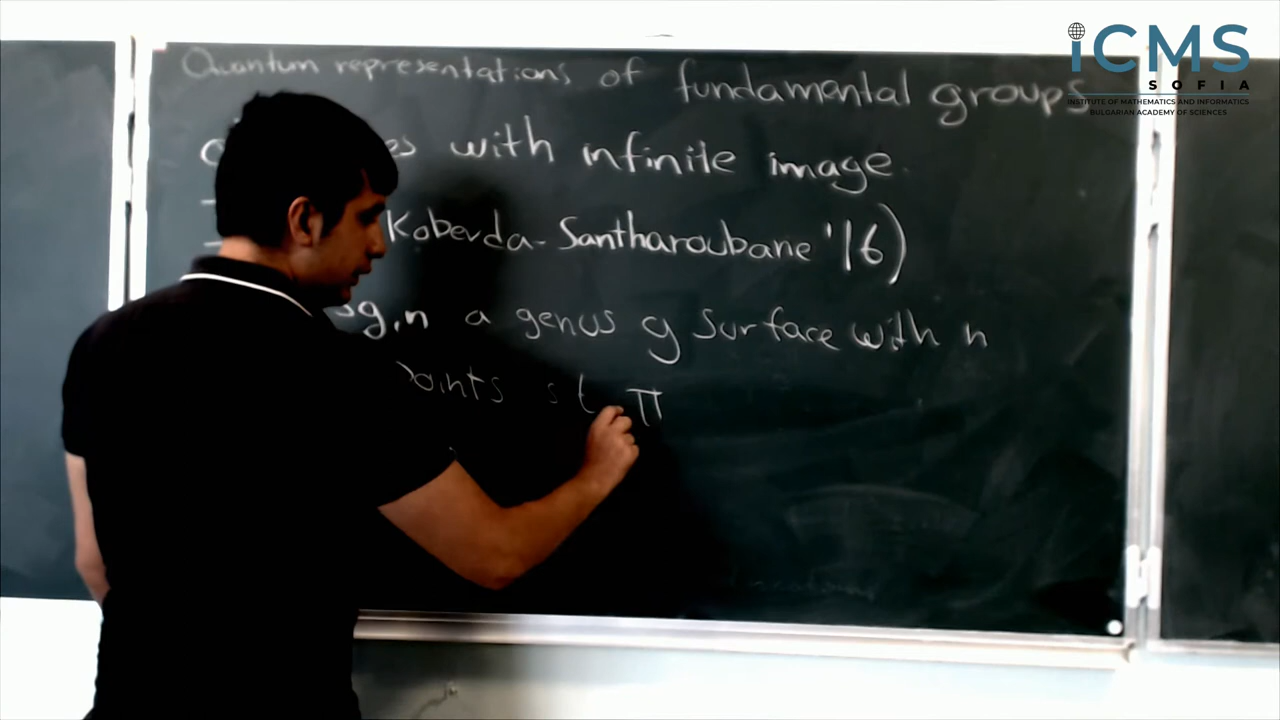 Quantum representations of fundamental groups
es with infinite image.
Koberda-Santharoubane '16)
g,n a genus g surface with n
points s.t π
iCMS
SOFIA
INSTITUTE OF MATHEMATICS AND INFORMATICS
BULGARIAN ACADEMY OF SCIENCES